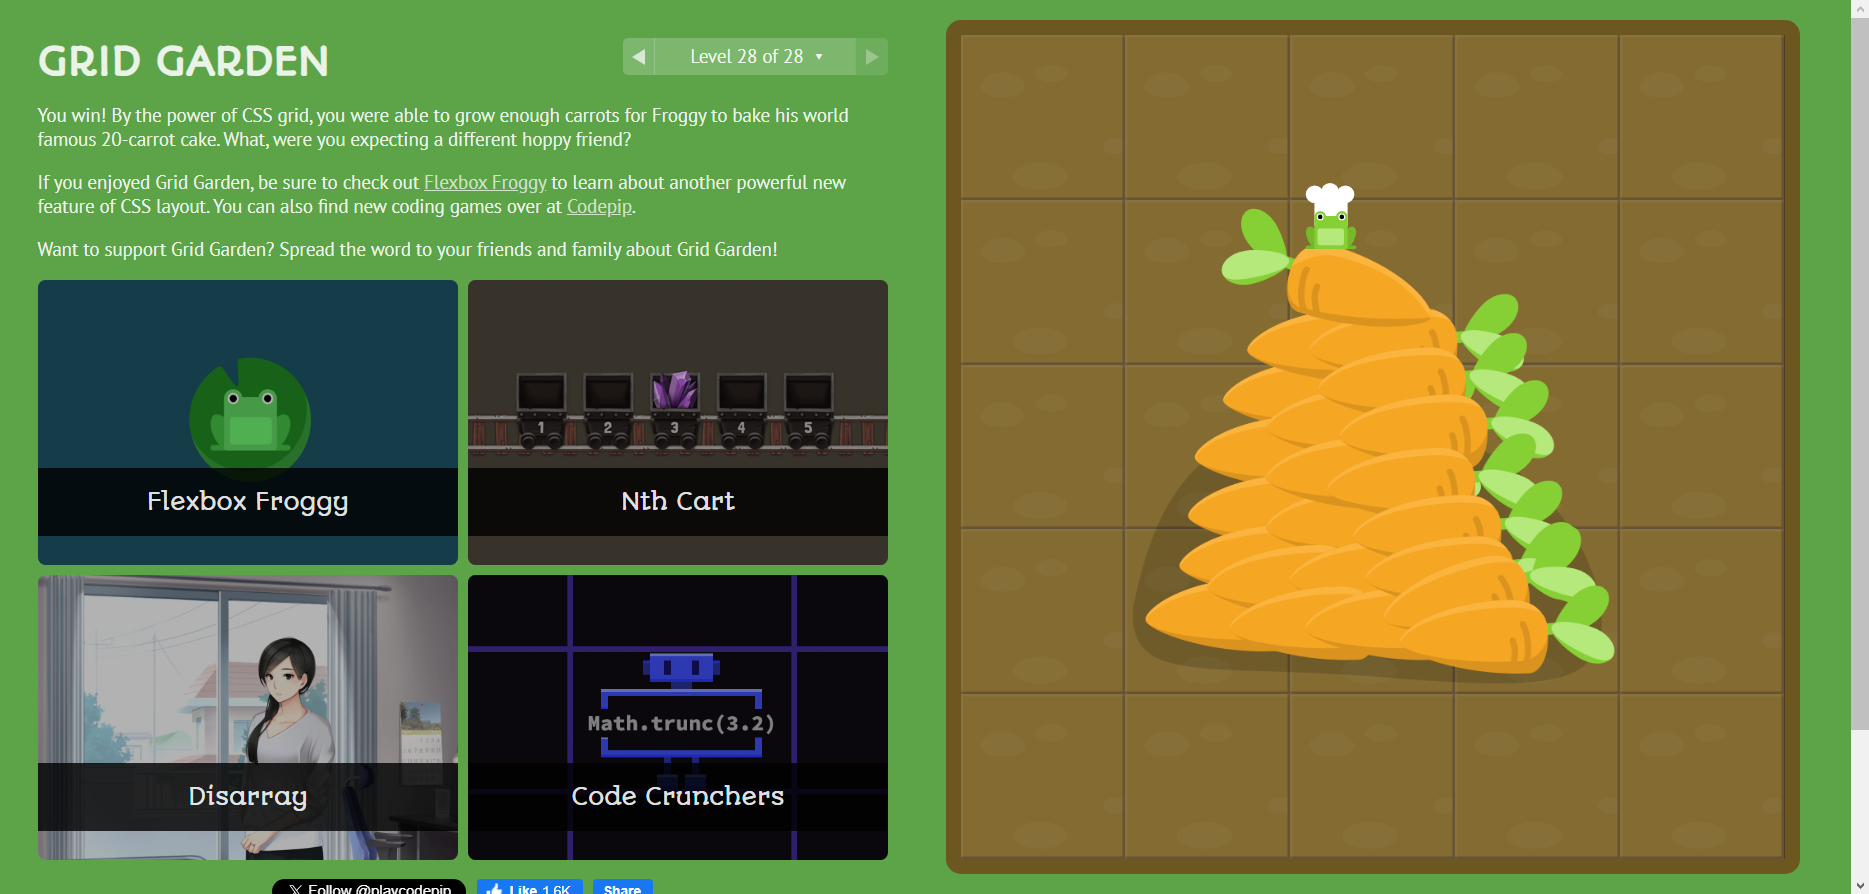 GRID GARDEN
Level 28 of 28
You win! By the power of CSS grid, you were able to grow enough carrots for Froggy to bake his world
famous 20-carrot cake. What, were you expecting a different hoppy friend?
If you enjoyed Grid Garden, be sure to check out Flexbox Froggy to learn about another powerful new
feature of CSS layout. You can also find new coding games over at Codepip.
Want to support Grid Garden? Spread the word to your friends and family about Grid Garden!
Flexbox Froggy
1 2 3 4 5
Nth Cart
Disarray
Math.trunc(3.2)
Code Crunchers
X Follow @playcodepip
Like 1.6K
Share